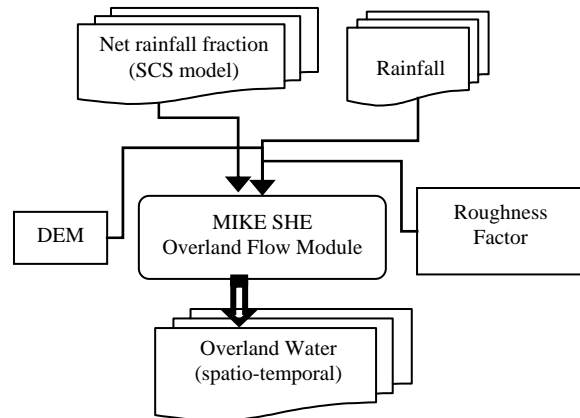 Net rainfall fraction
(SCS model)
Rainfall
DEM
MIKE SHE
Overland Flow Module
Roughness
Factor
Overland Water
(spatio-temporal)